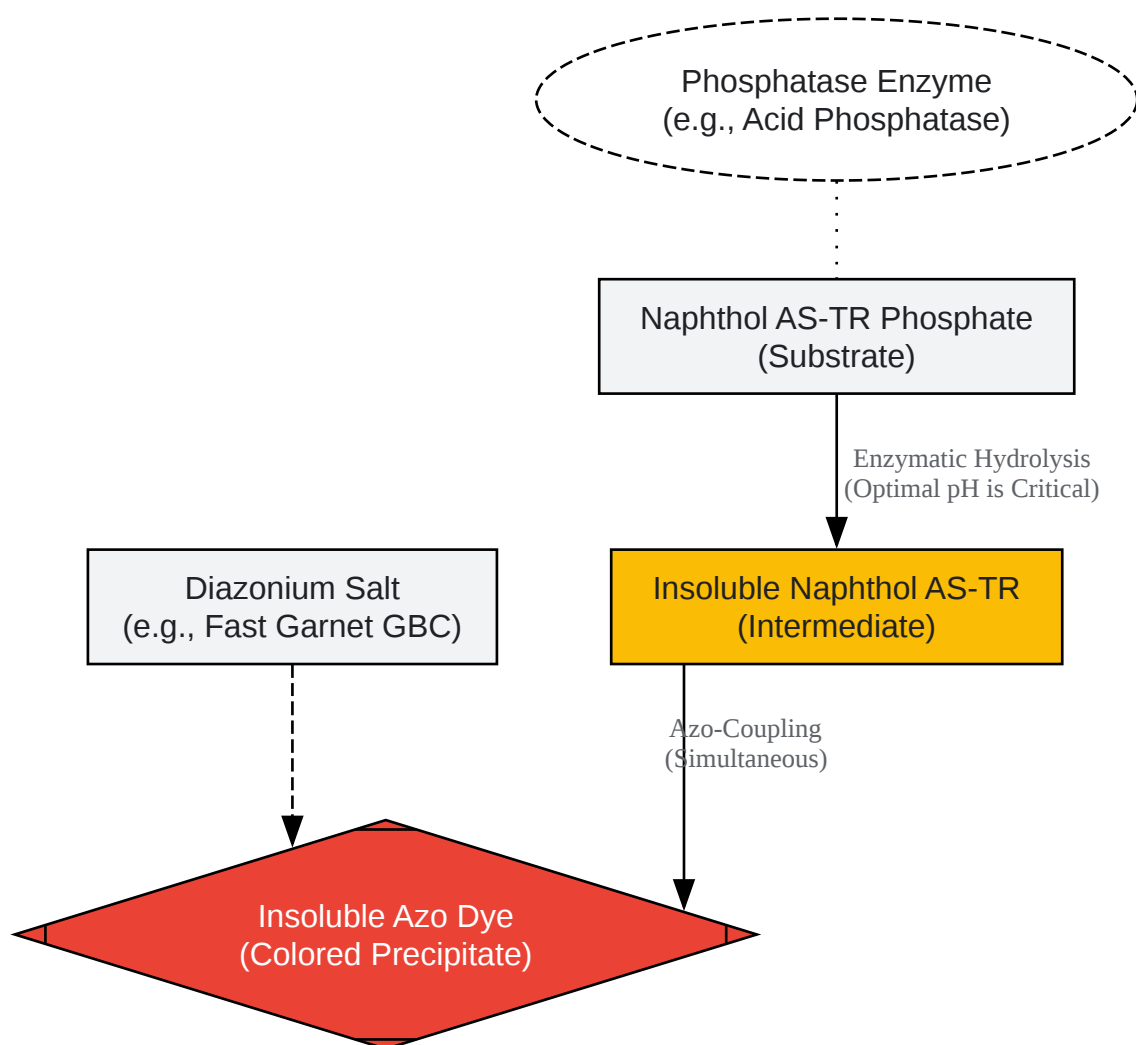 Phosphatase Enzyme
(e.g., Acid Phosphatase)
Naphthol AS-TR Phosphate
(Substrate)
Enzymatic Hydrolysis
(Optimal pH is Critical)
Diazonium Salt
(e.g., Fast Garnet GBC)
Insoluble Naphthol AS-TR
(Intermediate)
Azo-Coupling
(Simultaneous)
Insoluble Azo Dye
(Colored Precipitate)